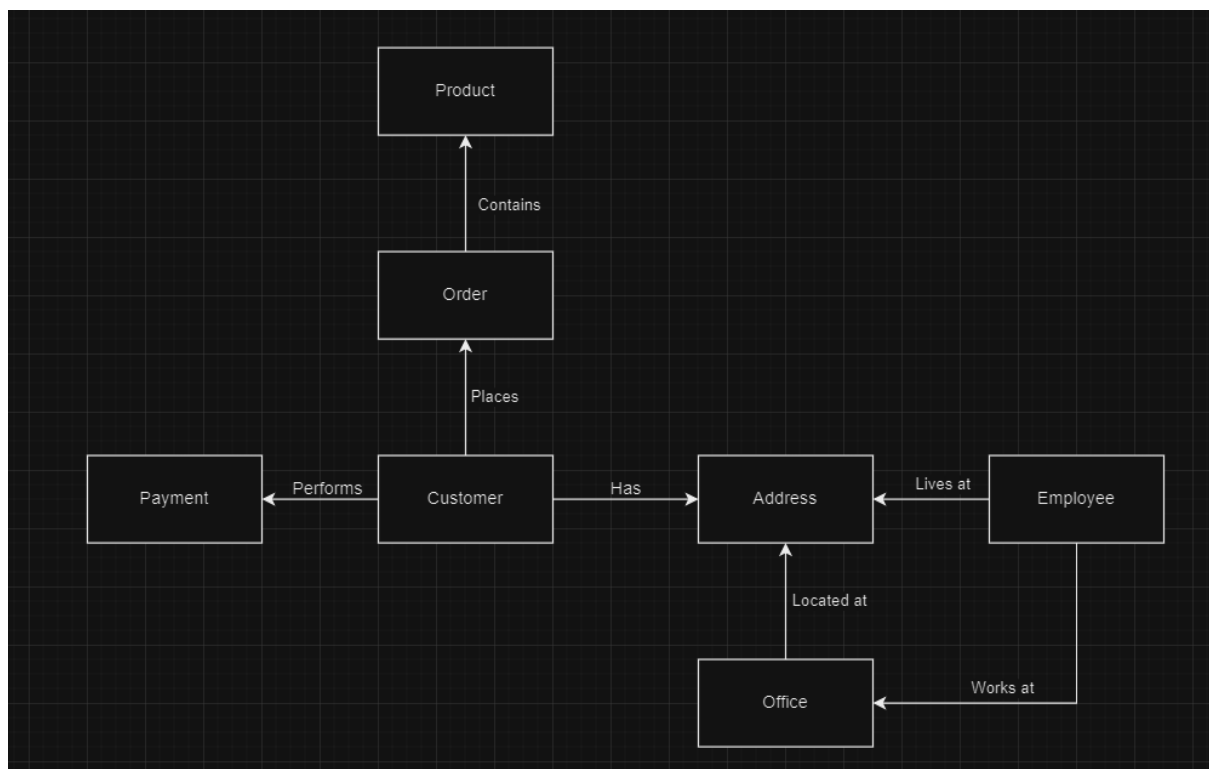 Product
Contains
Order
Places
Payment
Performs
Customer
Has
Address
Lives at
Employee
Located at
Office
Works at